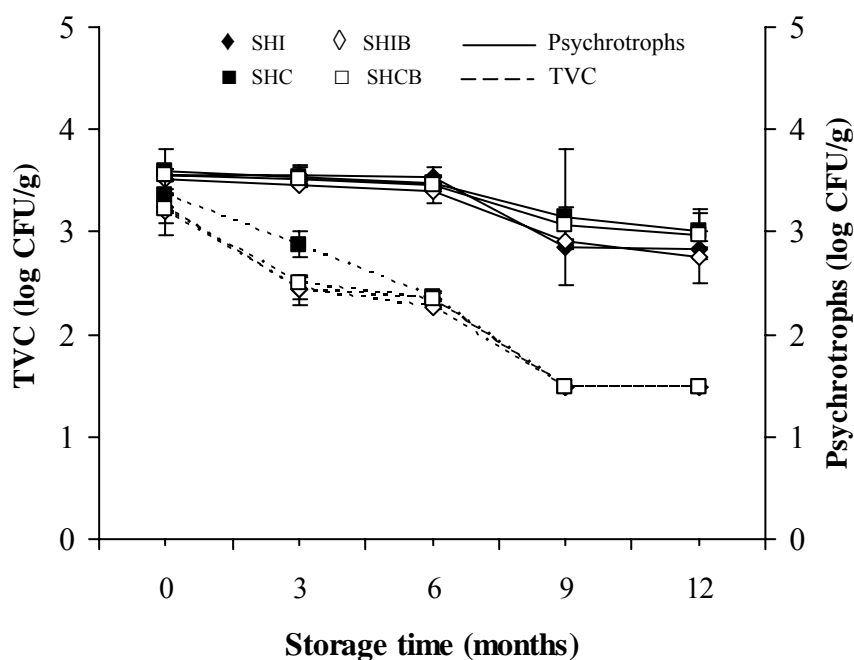 5
4
3
2
1
0
TVC (log CFU/g)
SHI
SHIB
Psychrotrophs
SHC
SHCB
TVC
5
4
3
2
1
0
Psychrotrophs (log CFU/g)
0
3
6
9
12
Storage time (months)